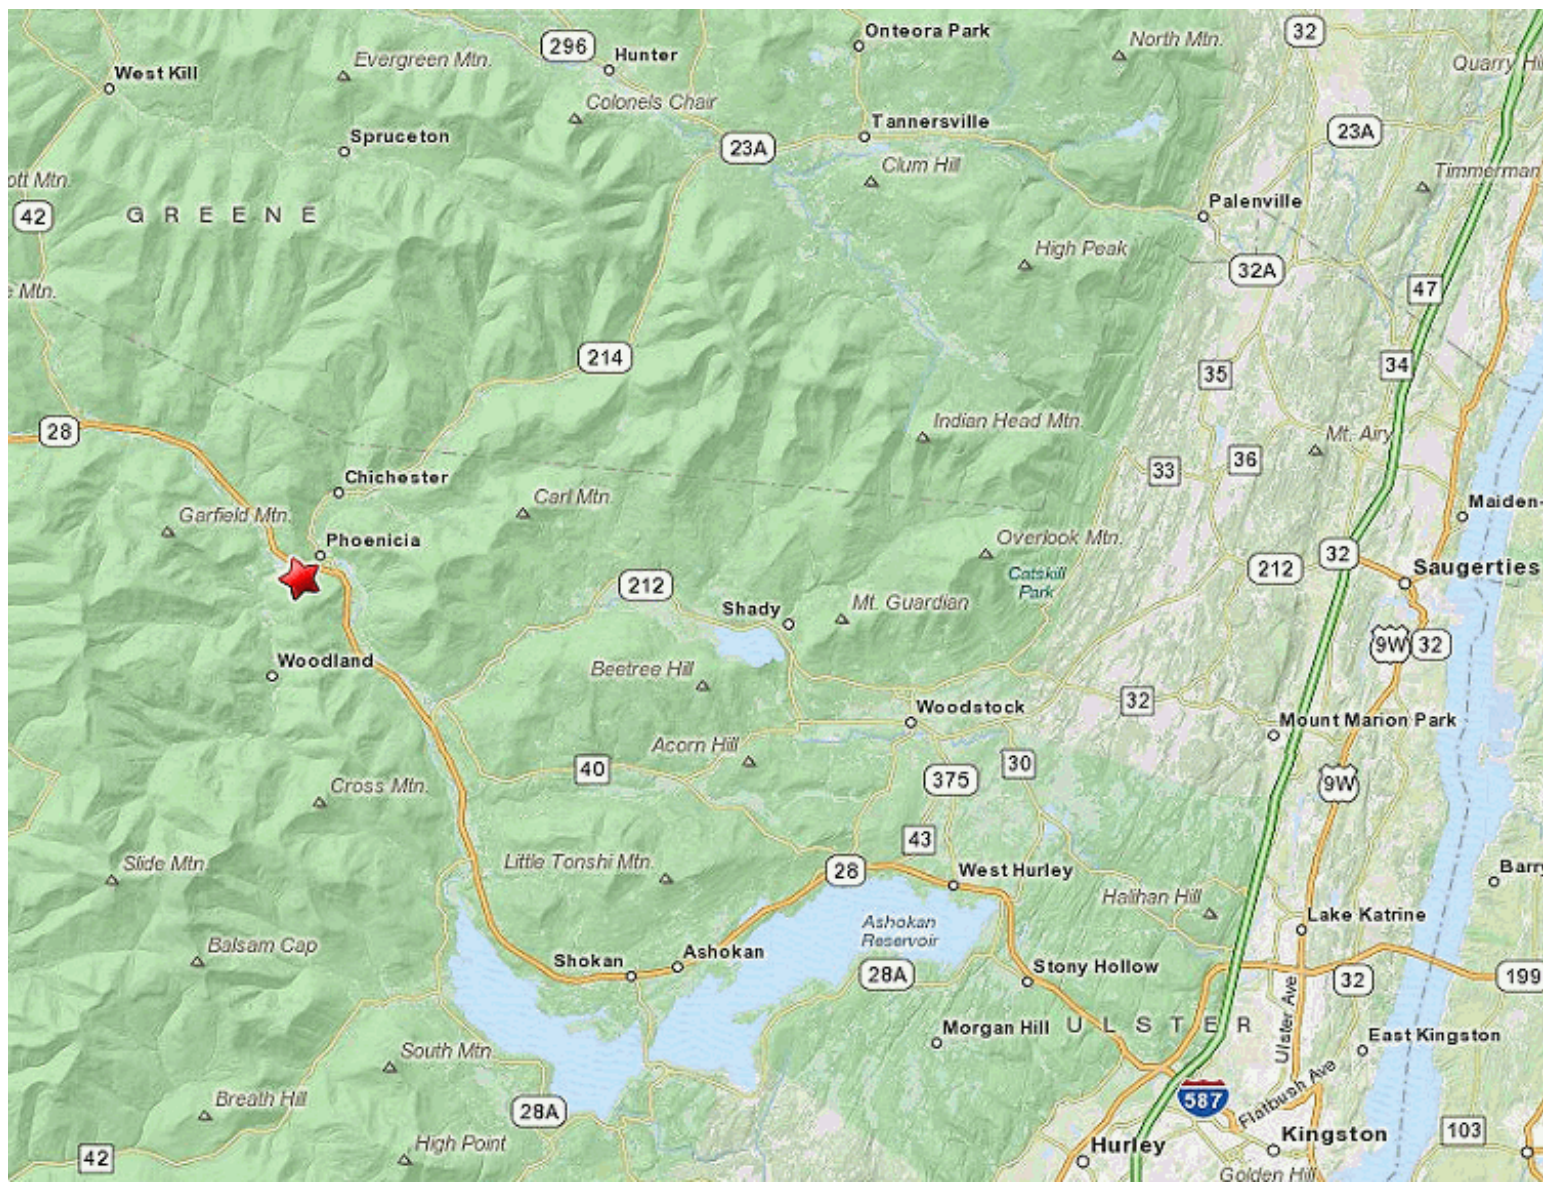 32
Onteora Park
North Mtn.
296
Hunter
Evergreen Mtn.
West Kill
Quarry Hi
Colonels Chair
Tannersville
23A
Spruceton
23A
Clum Hill
ott Mtn.
Timmerman
42
GREENE
Palenville
High Peak
32A
e Mtn.
47
214
34
35
28
Indian Head Mtn.
Mt. Airy
36
33
Chichester
Carl Mtn.
Maiden-
Garfield Mtn.
Phoenicia
Overlook Mtn.
32
212
Saugerties
Catskill
Park
212
Shady
Mt. Guardian
9W
32
Woodland
Beetree Hill
32
Woodstock
Mount Marion Park
Acorn Hill
40
30
375
9W
Cross Mtn.
43
Slide Mtn.
Little Tonshi Mtn.
28
West Hurley
Barry
Halihan Hill
Lake Katrine
Ashokan
Reservoir
Balsam Cap
Ashokan
Shokan
28A
Stony Hollow
32
199
Ulster Ave
Morgan Hill
ULSTER
East Kingston
South Mtn.
Flatbush Ave
587
Breath Hill
28A
103
Kingston
High Point
42
Hurley
Golden Hill